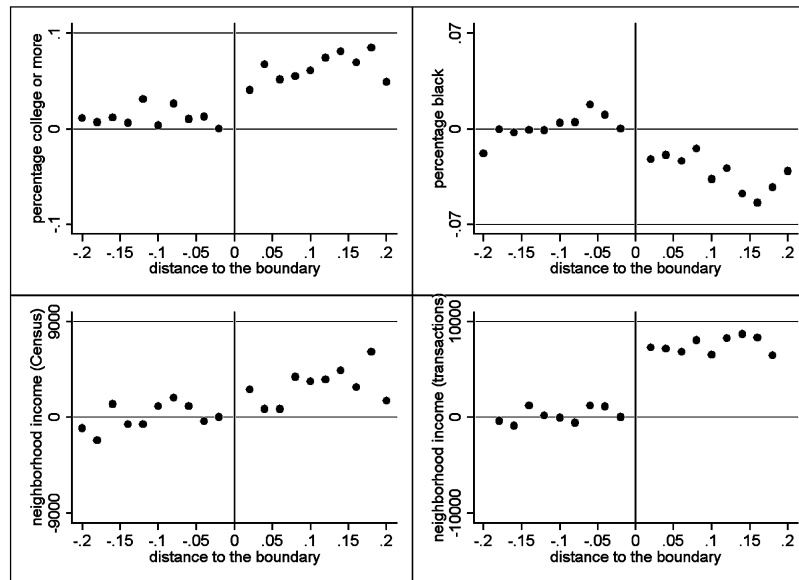 percentage college or more
.1
0
-.1
-.2 -.15 -.1 -.05 0 .05 .1 .15 .2
distance to the boundary
percentage black
.07
0
-.07
-.2 -.15 -.1 -.05 0 .05 .1 .15 .2
distance to the boundary
neighborhood income (Census)
9000
0
-9000
-.2 -.15 -.1 -.05 0 .05 .1 .15 .2
distance to the boundary
neighborhood income (transactions)
10000
0
-10000
-.2 -.15 -.1 -.05 0 .05 .1 .15 .2
distance to the boundary